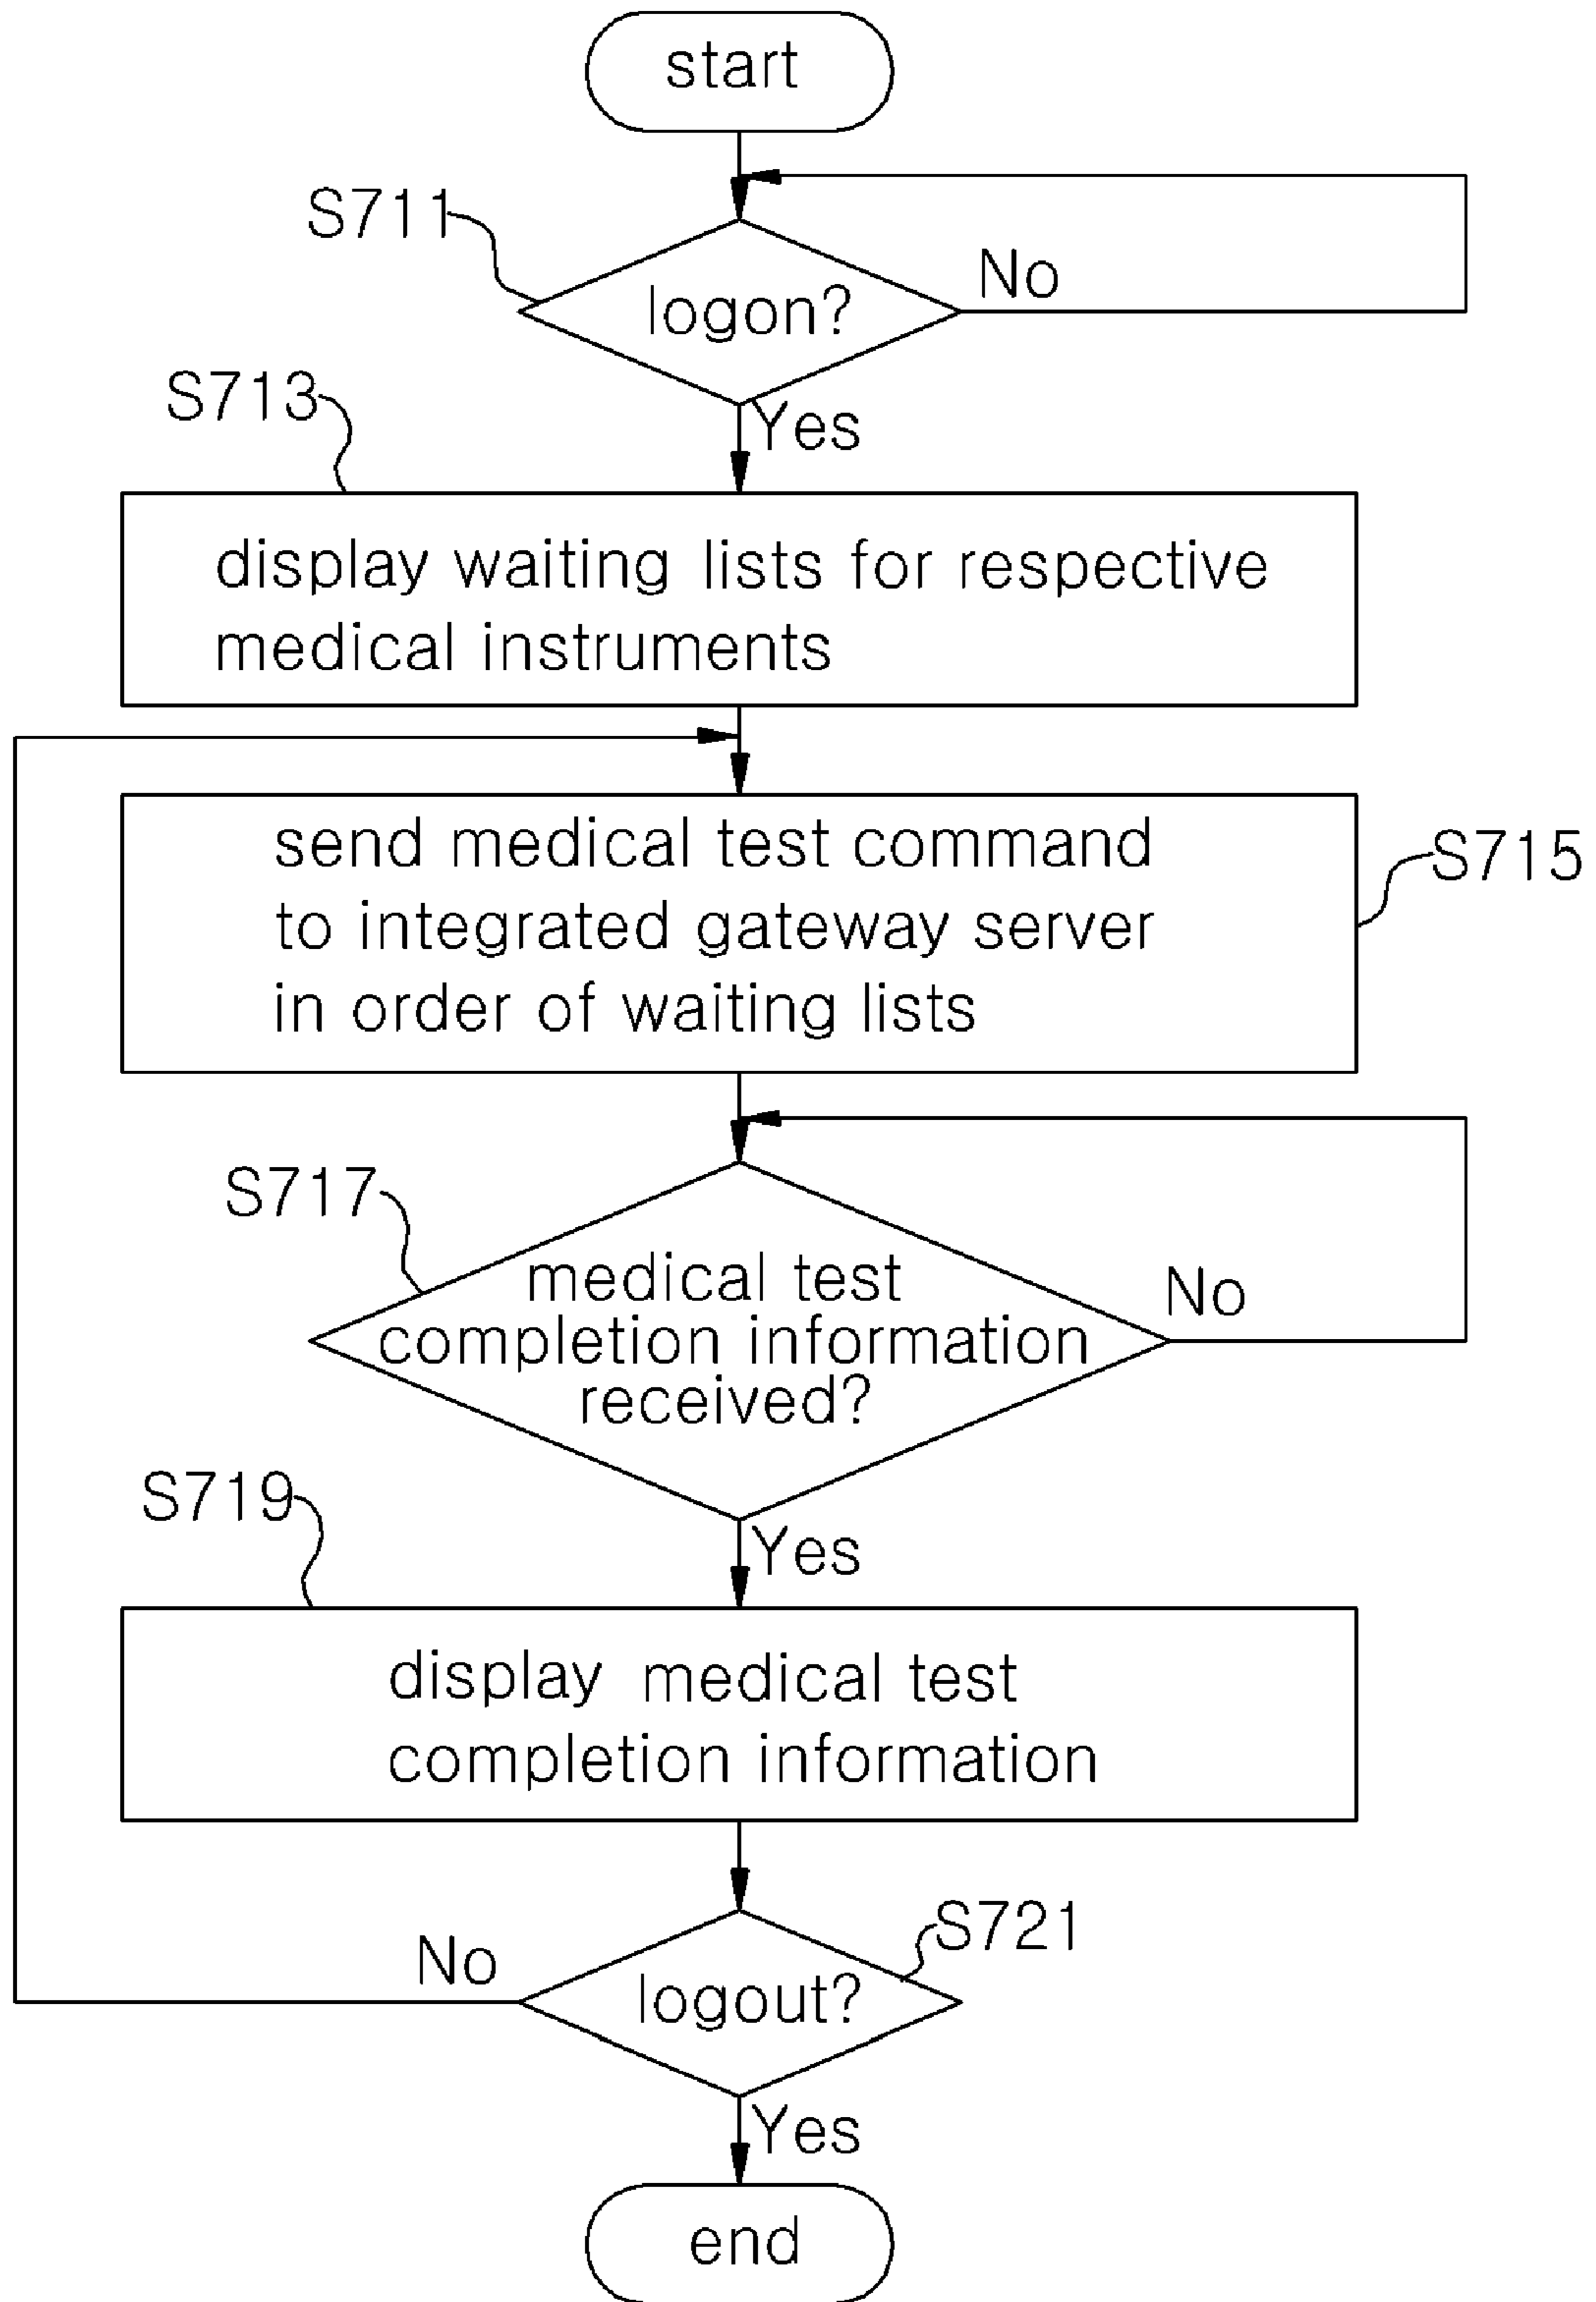 start
S711
logon?
No
Yes
S713
display waiting lists for respective
medical instruments
send medical test command
to integrated gateway server
in order of waiting lists
S715
S717
medical test
completion information
received?
No
Yes
S719
display medical test
completion information
S721
No
logout?
Yes
end